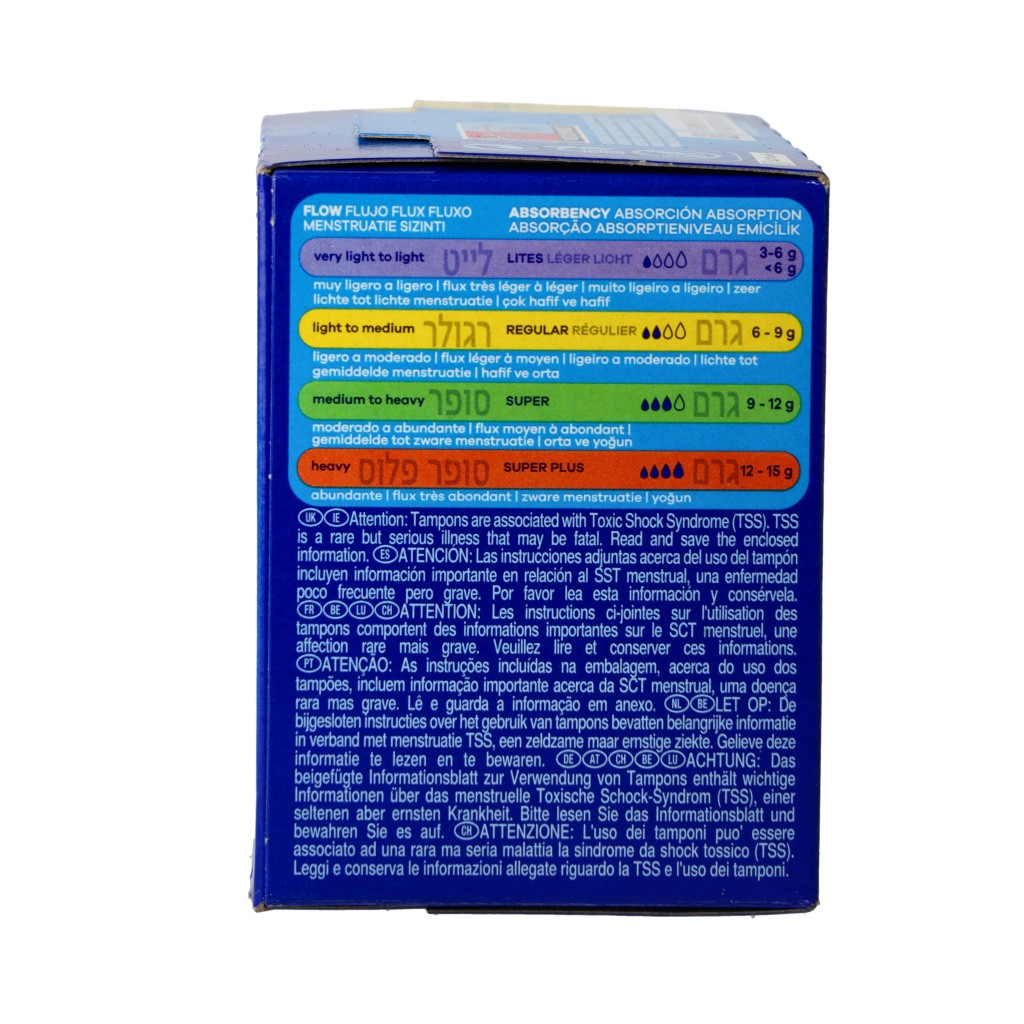 FLOW FLUJO FLUX FLUXO
MENSTRUATIE SIZINTI
ABSORBENCY ABSORCIÓN ABSORPTION
ABSORÇÃO ABSORPTIENIVEAU EMİCİLİK
very light to light לייט LITES LÉGER LICHT גרם 3-6 g
<6 g
muy ligero a ligero | flux très léger à léger | muito ligeiro a ligeiro | zeer
lichte tot lichte menstruatie | çok hafif ve hafif
light to medium רגולר REGULAR RÉGULIER גרם 6 - 9 g
ligero a moderado | flux léger à moyen | ligeiro a moderado | lichte tot
gemiddelde menstruatie | hafif ve orta
medium to heavy סופר SUPER גרם 9 - 12 g
moderado a abundante | flux moyen à abondant |
gemiddelde tot zware menstruatie | orta ve yoğun
heavy סופר פלוס SUPER PLUS גרם 12 - 15 g
abundante | flux très abondant | zware menstruatie | yoğun
UK IE Attention: Tampons are associated with Toxic Shock Syndrome (TSS). TSS
is a rare but serious illness that may be fatal. Read and save the enclosed
information. ES ATENCIÓN: Las instrucciones adjuntas acerca del uso del tampón
incluyen información importante en relación al SST menstrual, una enfermedad
poco frecuente pero grave. Por favor lea esta información y consérvela.
FR BE LU CH ATTENTION: Les instructions ci-jointes sur l'utilisation des
tampons comportent des informations importantes sur le SCT menstruel, une
affection rare mais grave. Veuillez lire et conserver ces informations.
PT ATENÇÃO: As instruções incluídas na embalagem, acerca do uso dos
tampões, incluem informação importante acerca da SCT menstrual, uma doença
rara mas grave. Lê e guarda a informação em anexo. NL BE LET OP: De
bijgesloten instructies over het gebruik van tampons bevatten belangrijke informatie
in verband met menstruatie TSS, een zeldzame maar ernstige ziekte. Gelieve deze
informatie te lezen en te bewaren. DE AT CH BE LU ACHTUNG: Das
beigefügte Informationsblatt zur Verwendung von Tampons enthält wichtige
Informationen über das menstruelle Toxische Schock-Syndrom (TSS), einer
seltenen aber ernsten Krankheit. Bitte lesen Sie das Informationsblatt und
bewahren Sie es auf. CH ATTENZIONE: L'uso dei tamponi puo' essere
associato ad una rara ma seria malattia la sindrome da shock tossico (TSS).
Leggi e conserva le informazioni allegate riguardo la TSS e l'uso dei tamponi.